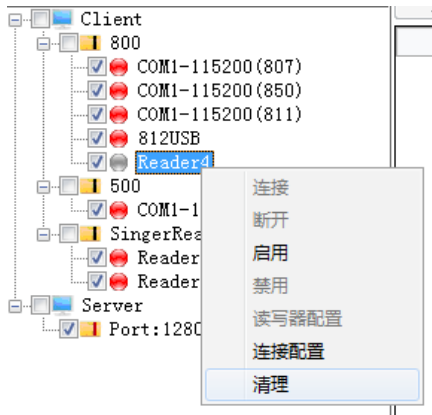 Client
800
COM1-115200(807)
COM1-115200(850)
COM1-115200(811)
812USB
Reader4
500
COM1-1
SingerRea
Reader
Reader
Server
Port:1280
连接
断开
启用
禁用
读写器配置
连接配置
清理